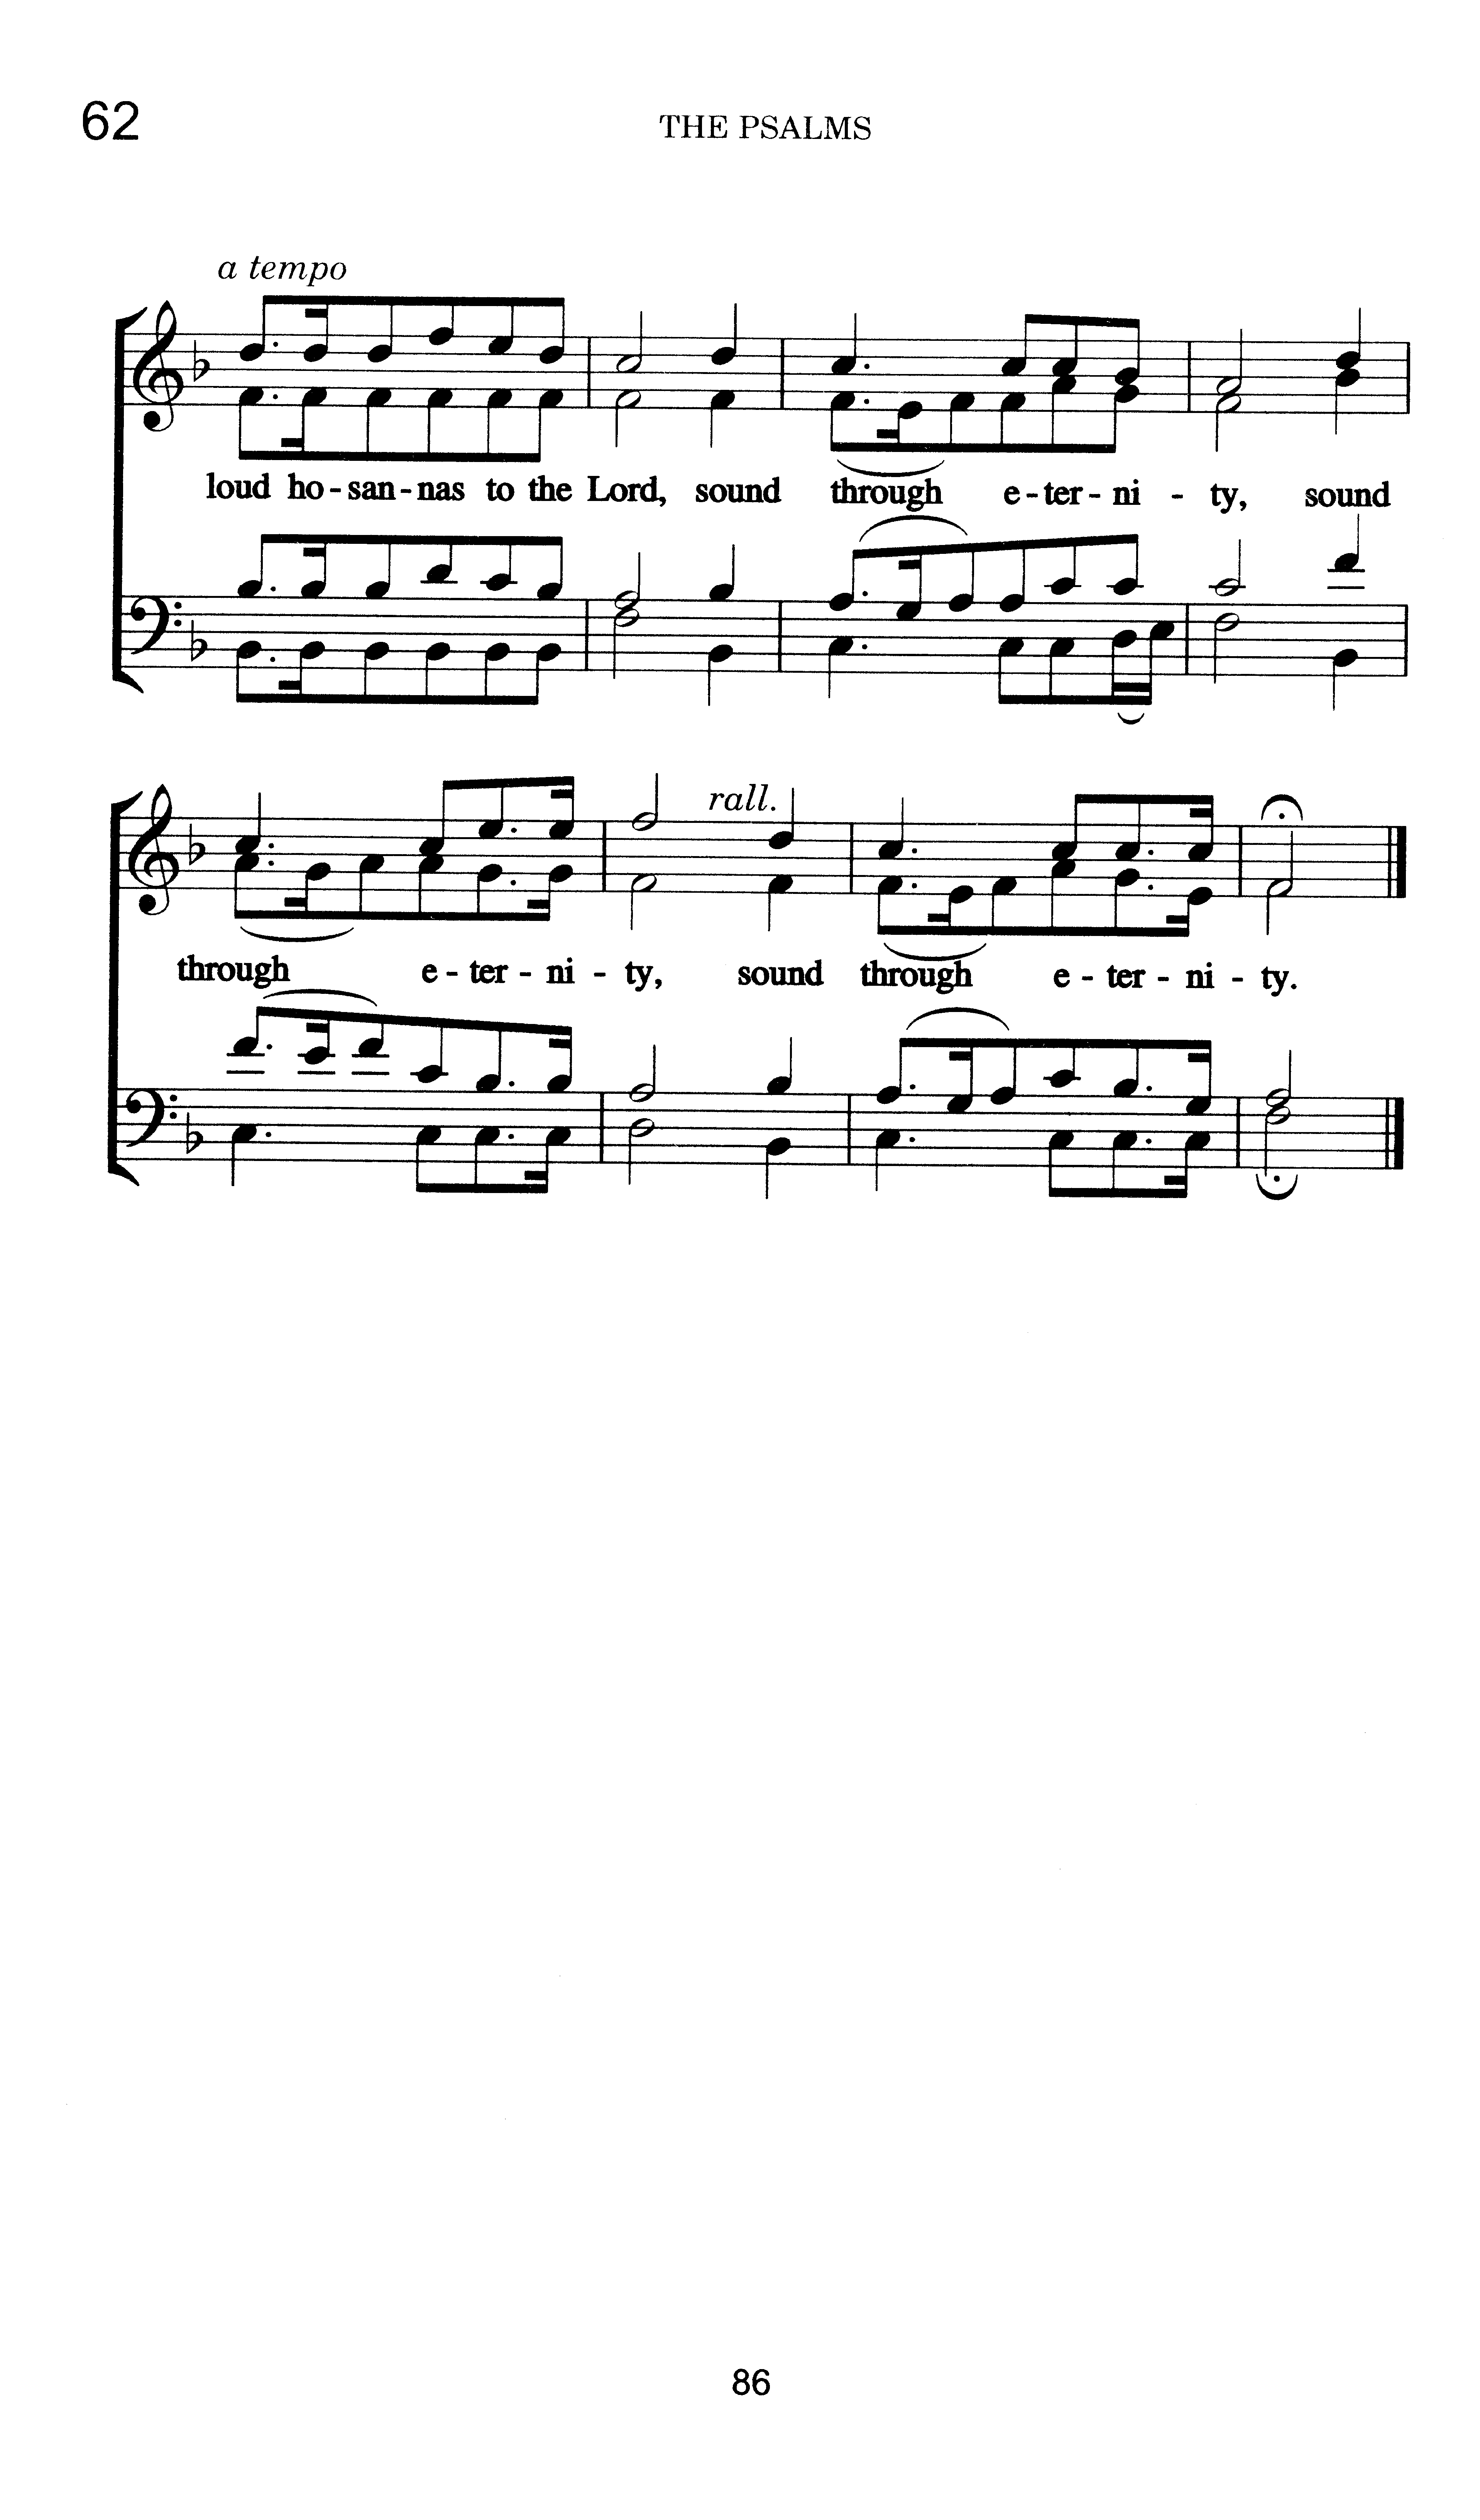 62
THE PSALMS
a tempo
loud ho - san - nas to the Lord, sound through e - ter - ni - ty, sound
rall.
through e - ter - ni - ty, sound through e - ter - ni - ty.
86